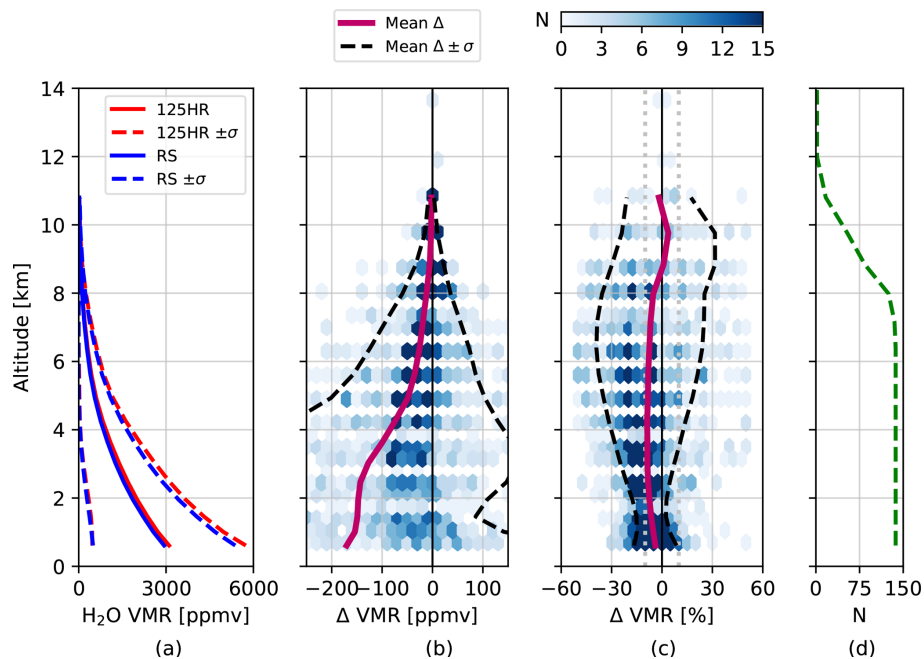 Mean Δ
Mean Δ ± σ
N
0 3 6 9 12 15
125HR
125HR ±σ
RS
RS ±σ
Altitude [km]
14
12
10
8
6
4
2
0
0 3000 6000
H₂O VMR [ppmv]
(a)
−200 −100 0 100
Δ VMR [ppmv]
(b)
−60 −30 0 30 60
Δ VMR [%]
(c)
0 75 150
N
(d)